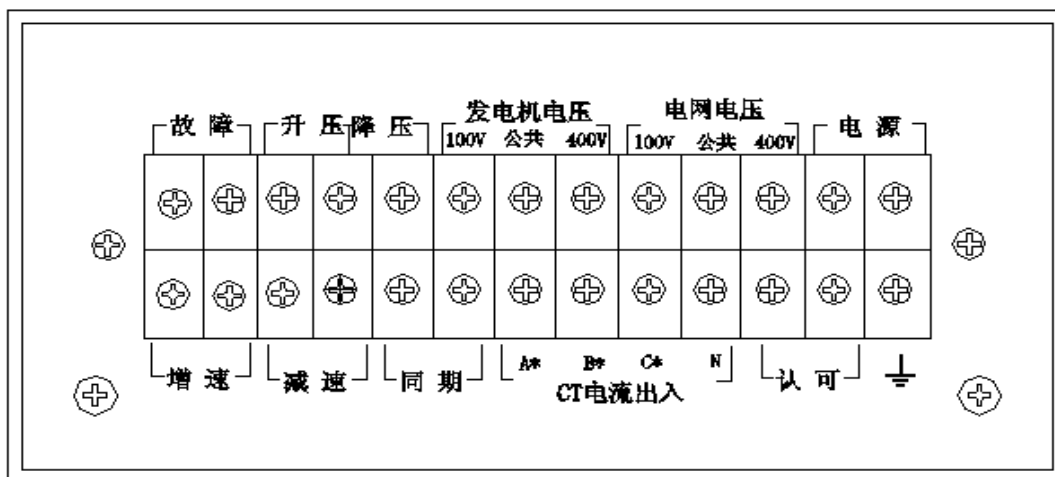 故障 升压 降压 发电机电压 电网电压 电源
100V 公共 400V 100V 公共 400V
A* B* C* N
增速 减速 同期 CT电流出入 认可